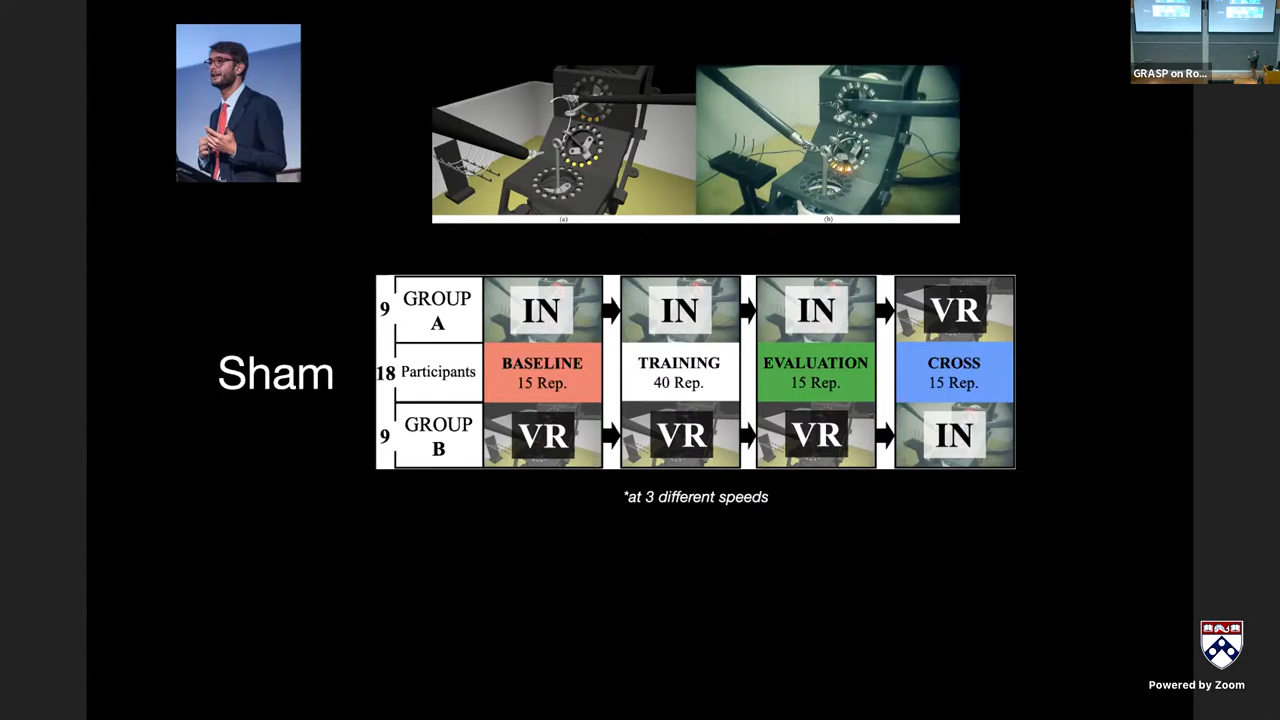 GRASP on Ro...
(a)
(b)
9
GROUP
A
IN
IN
IN
VR
Sham
18
Participants
BASELINE
15 Rep.
TRAINING
40 Rep.
EVALUATION
15 Rep.
CROSS
15 Rep.
9
GROUP
B
VR
VR
VR
IN
*at 3 different speeds
Powered by Zoom